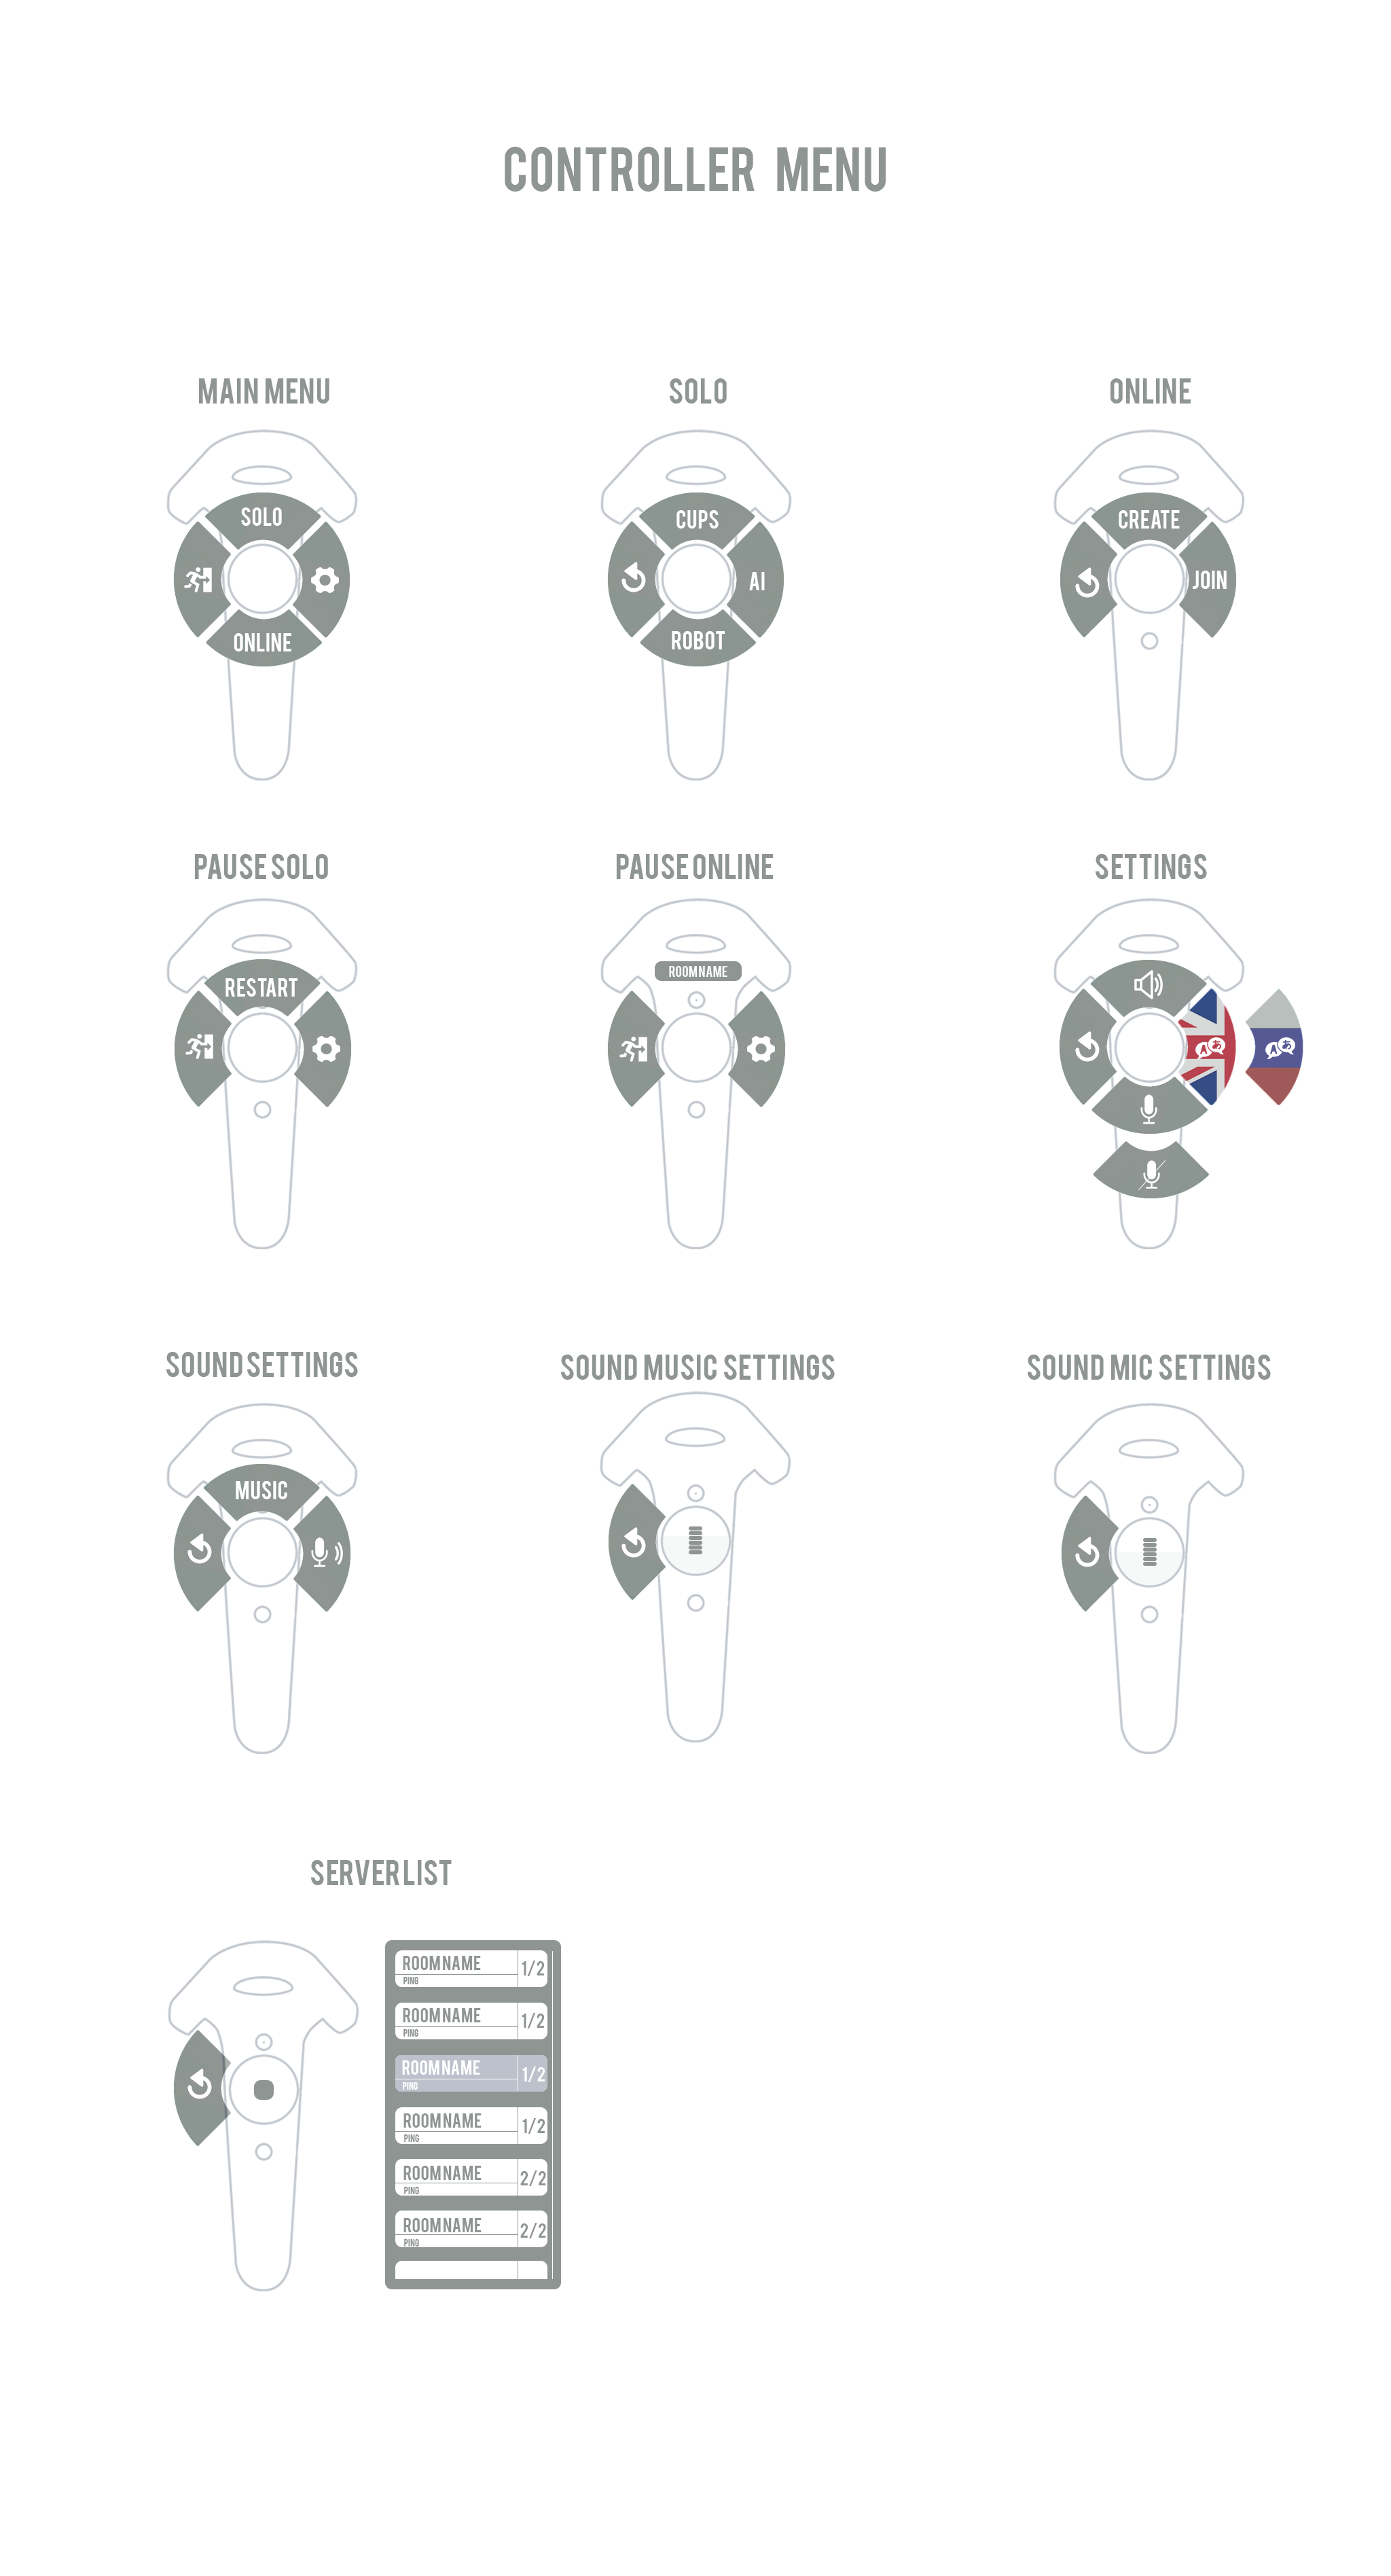 CONTROLLER MENU
MAIN MENU
SOLO
ONLINE
SOLO
CUPS
AI
ROBOT
ONLINE
CREATE
JOIN
PAUSE SOLO
RESTART
PAUSE ONLINE
ROOMNAME
SETTINGS
A あ
A あ
SOUND SETTINGS
MUSIC
SOUND MUSIC SETTINGS
SOUND MIC SETTINGS
SERVER LIST
ROOMNAME 1/2
PING
ROOMNAME 1/2
PING
ROOMNAME 1/2
PING
ROOMNAME 1/2
PING
ROOMNAME 2/2
PING
ROOMNAME 2/2
PING